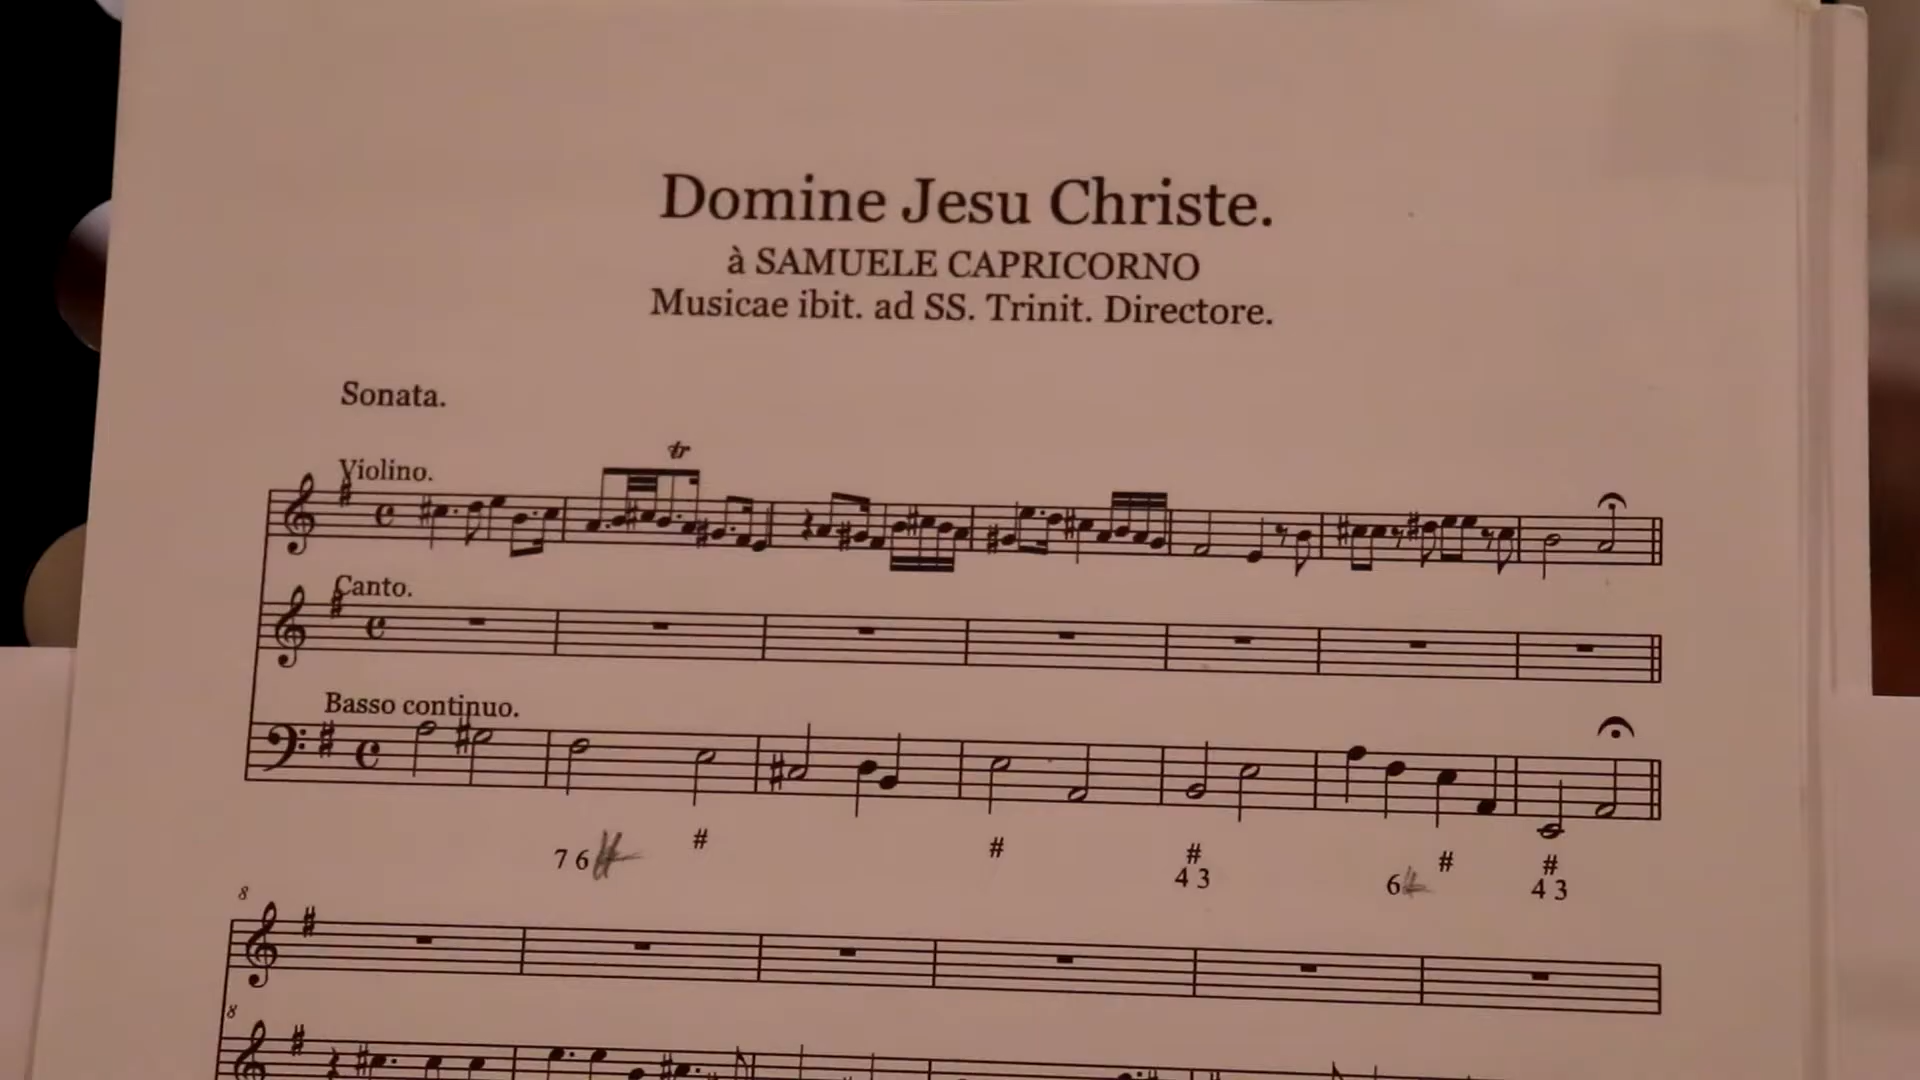 Domine Jesu Christe.
à SAMUELE CAPRICORNO
Musicae ibit. ad SS. Trinit. Directore.
Sonata.
Violino.
tr
Canto.
Basso continuo.
7 6 # # # #
4 3 6 # #
4 3
8
8